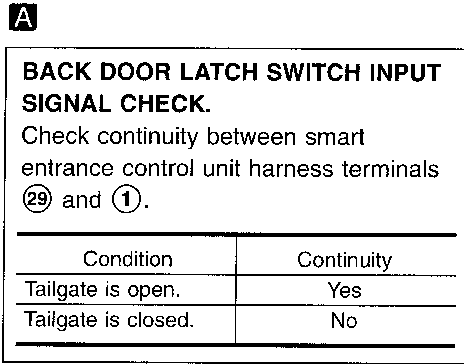 A
BACK DOOR LATCH SWITCH INPUT
SIGNAL CHECK.
Check continuity between smart
entrance control unit harness terminals
29 and 1.
Condition Continuity
Tailgate is open. Yes
Tailgate is closed. No